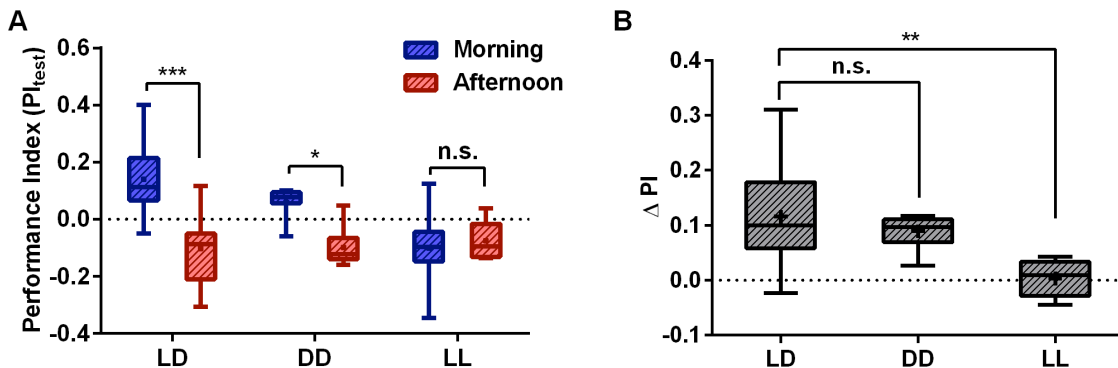 A
Performance Index (PI_test)
0.6
0.4
0.2
0.0
-0.2
-0.4
***
*
n.s.
Morning
Afternoon
LD
DD
LL
B
Δ PI
0.4
0.3
0.2
0.1
0.0
-0.1
**
n.s.
LD
DD
LL